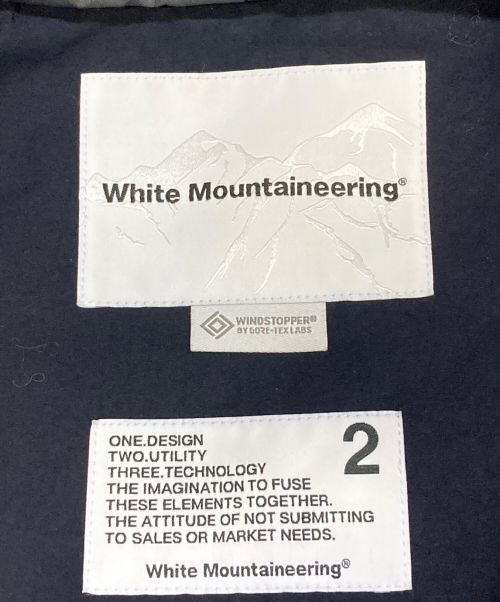 White Mountaineering®
WINDSTOPPER®
BY GORE-TEX LABS
2
ONE.DESIGN
TWO.UTILITY
THREE.TECHNOLOGY
THE IMAGINATION TO FUSE
THESE ELEMENTS TOGETHER.
THE ATTITUDE OF NOT SUBMITTING
TO SALES OR MARKET NEEDS.
White Mountaineering®